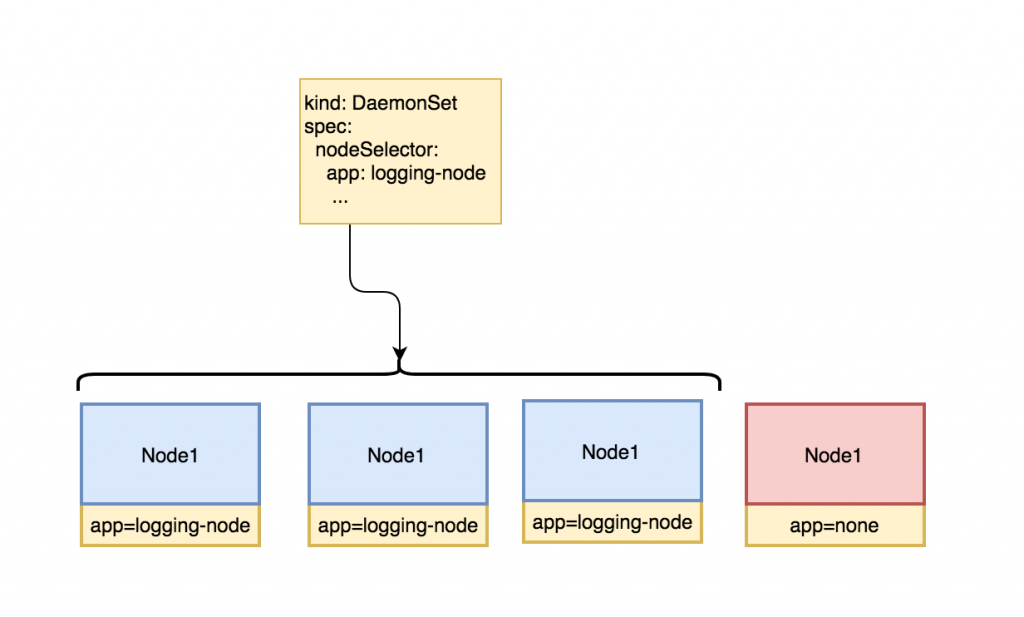 kind: DaemonSet
spec:
nodeSelector:
app: logging-node
...
Node1
Node1
Node1
Node1
app=logging-node
app=logging-node
app=logging-node
app=none